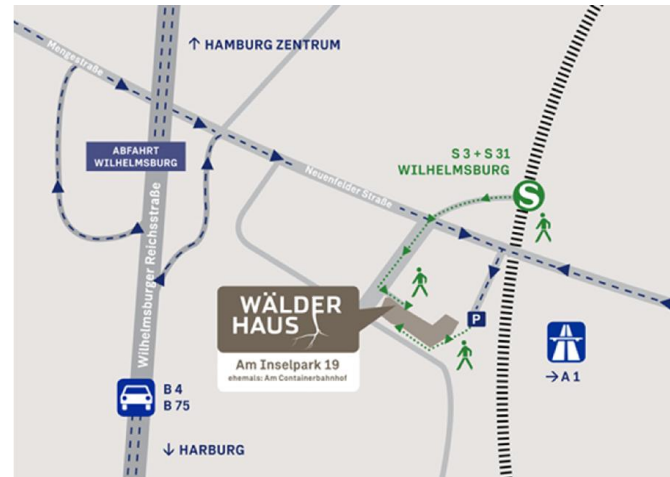 Mengestraße
↑ HAMBURG ZENTRUM
ABFAHRT
WILHELMSBURG
S 3 + S 31
WILHELMSBURG
S
Neuenfelder Straße
Wilhelmsburger Reichsstraße
WÄLDER
HAUS
Am Inselpark 19
ehemals: Am Containerbahnhof
P
→ A 1
B 4
B 75
↓ HARBURG